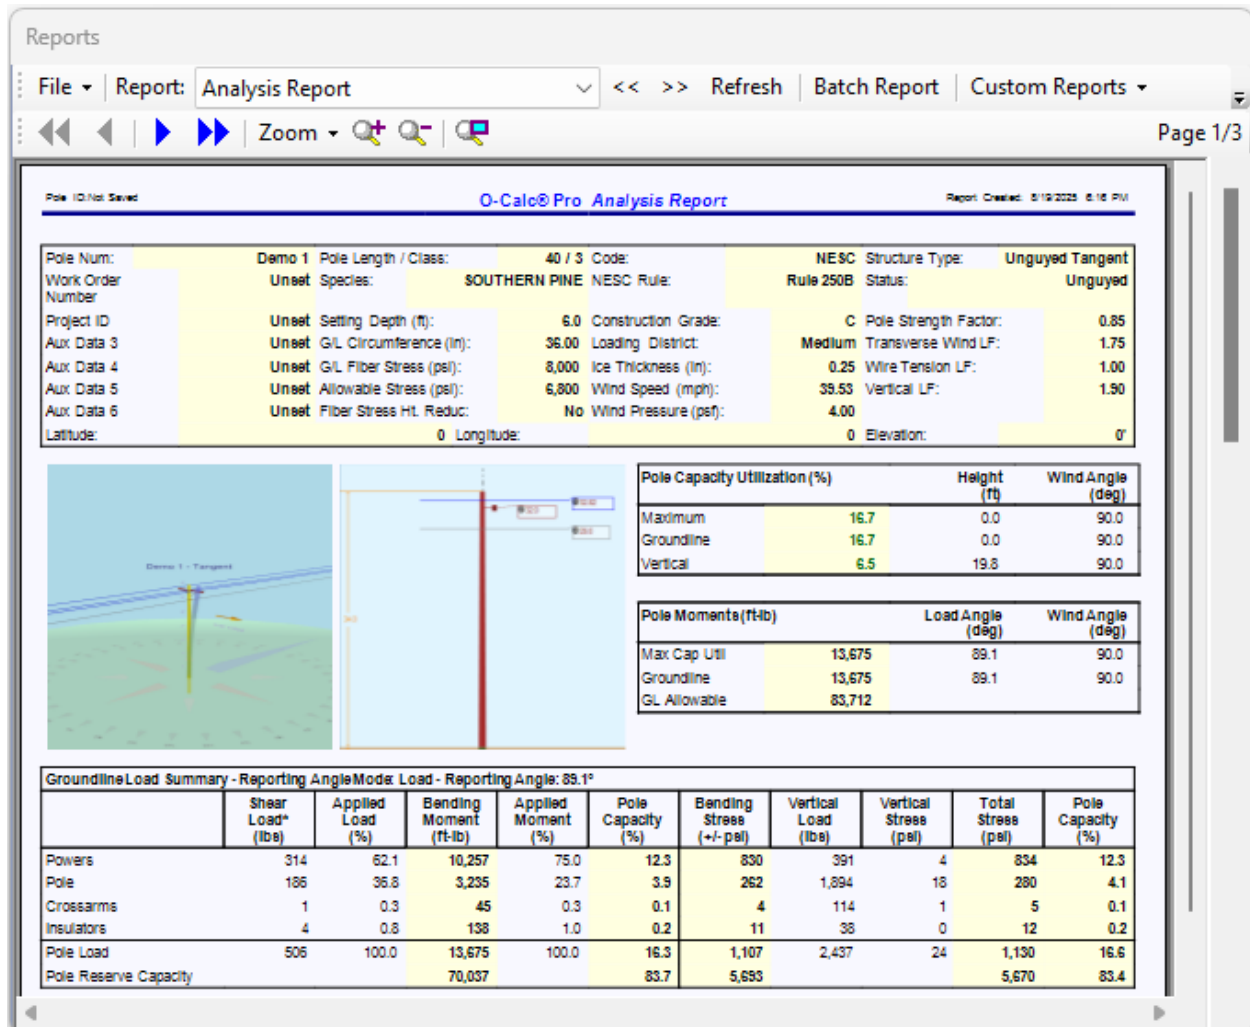 Reports
File Report: Analysis Report << >> Refresh Batch Report Custom Reports
Zoom Page 1/3
Pole ID:Not Saved O-Calc® Pro Analysis Report Report Created: 8/19/2025 6:16 PM
Pole Num: Demo 1 Pole Length / Class: 40 / 3 Code: NESC Structure Type: Unguyed Tangent
Work Order Number Unset Species: SOUTHERN PINE NESC Rule: Rule 250B Status: Unguyed
Project ID Unset Setting Depth (ft): 6.0 Construction Grade: C Pole Strength Factor: 0.85
Aux Data 3 Unset G/L Circumference (in): 36.00 Loading District: Medium Transverse Wind LF: 1.75
Aux Data 4 Unset G/L Fiber Stress (psi): 8,000 Ice Thickness (in): 0.25 Wire Tension LF: 1.00
Aux Data 5 Unset Allowable Stress (psi): 6,800 Wind Speed (mph): 39.53 Vertical LF: 1.90
Aux Data 6 Unset Fiber Stress Ht. Reduc: No Wind Pressure (psf): 4.00
Latitude: 0 Longitude: 0 Elevation: 0'
Demo 1 - Tangent
Pole Capacity Utilization (%) Height (ft) Wind Angle (deg)
Maximum 16.7 0.0 90.0
Groundline 16.7 0.0 90.0
Vertical 6.5 19.8 90.0
Pole Moments (ft-lb) Load Angle (deg) Wind Angle (deg)
Max Cap Util 13,675 89.1 90.0
Groundline 13,675 89.1 90.0
GL Allowable 83,712
Groundline Load Summary - Reporting Angle Mode: Load - Reporting Angle: 89.1°
Shear Load* (lbs) Applied Load (%) Bending Moment (ft-lb) Applied Moment (%) Pole Capacity (%) Bending Stress (+/- psi) Vertical Load (lbs) Vertical Stress (psi) Total Stress (psi) Pole Capacity (%)
Powers 314 62.1 10,257 75.0 12.3 830 391 4 834 12.3
Pole 186 36.8 3,235 23.7 3.9 262 1,894 18 280 4.1
Crossarms 1 0.3 45 0.3 0.1 4 114 1 5 0.1
Insulators 4 0.8 138 1.0 0.2 11 38 0 12 0.2
Pole Load 506 100.0 13,675 100.0 16.3 1,107 2,437 24 1,130 16.6
Pole Reserve Capacity 70,037 83.7 5,693 5,670 83.4